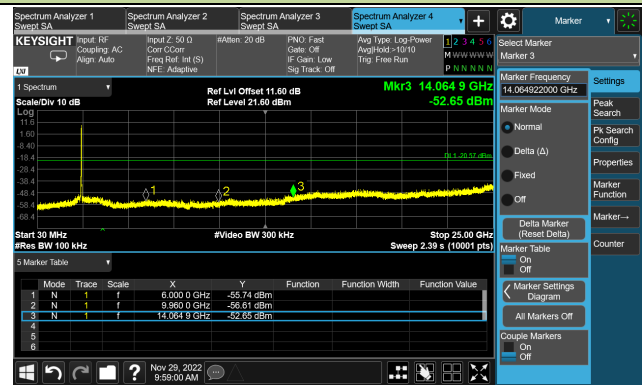 Spectrum Analyzer 1
Swept SA
Spectrum Analyzer 2
Swept SA
Spectrum Analyzer 3
Swept SA
Spectrum Analyzer 4
Swept SA
Marker
KEYSIGHT
Input: RF
Coupling: AC
Align: Auto
Input Z: 50 Ω
Corr CCorr
Freq Ref: Int (S)
NFE: Adaptive
#Atten: 20 dB
PNO: Fast
Gate: Off
IF Gain: Low
Sig Track: Off
Avg Type: Log-Power
Avg|Hold:>10/10
Trig: Free Run
1 2 3 4 5 6
M W W W W W
P N N N N N
LXI
Select Marker
Marker 3
1 Spectrum
Scale/Div 10 dB
Ref Lvl Offset 11.60 dB
Ref Level 21.60 dBm
Mkr3 14.064 9 GHz
-52.65 dBm
Log
11.6
1.60
-8.40
-18.4
-28.4
-38.4
-48.4
-58.4
-68.4
DL1 -20.57 dBm
1
2
3
Start 30 MHz
#Res BW 100 kHz
#Video BW 300 kHz
Stop 25.00 GHz
Sweep 2.39 s (10001 pts)
5 Marker Table
Mode Trace Scale X Y Function Function Width Function Value
1 N 1 f 6.000 0 GHz -55.74 dBm
2 N 1 f 9.960 0 GHz -56.61 dBm
3 N 1 f 14.064 9 GHz -52.65 dBm
4
5
6
Marker Frequency
14.064922000 GHz
Marker Mode
Normal
Delta (Δ)
Fixed
Off
Delta Marker
(Reset Delta)
Marker Table
On
Off
Marker Settings
Diagram
All Markers Off
Couple Markers
On
Off
Settings
Peak
Search
Pk Search
Config
Properties
Marker
Function
Marker→
Counter
?
Nov 29, 2022
9:59:00 AM